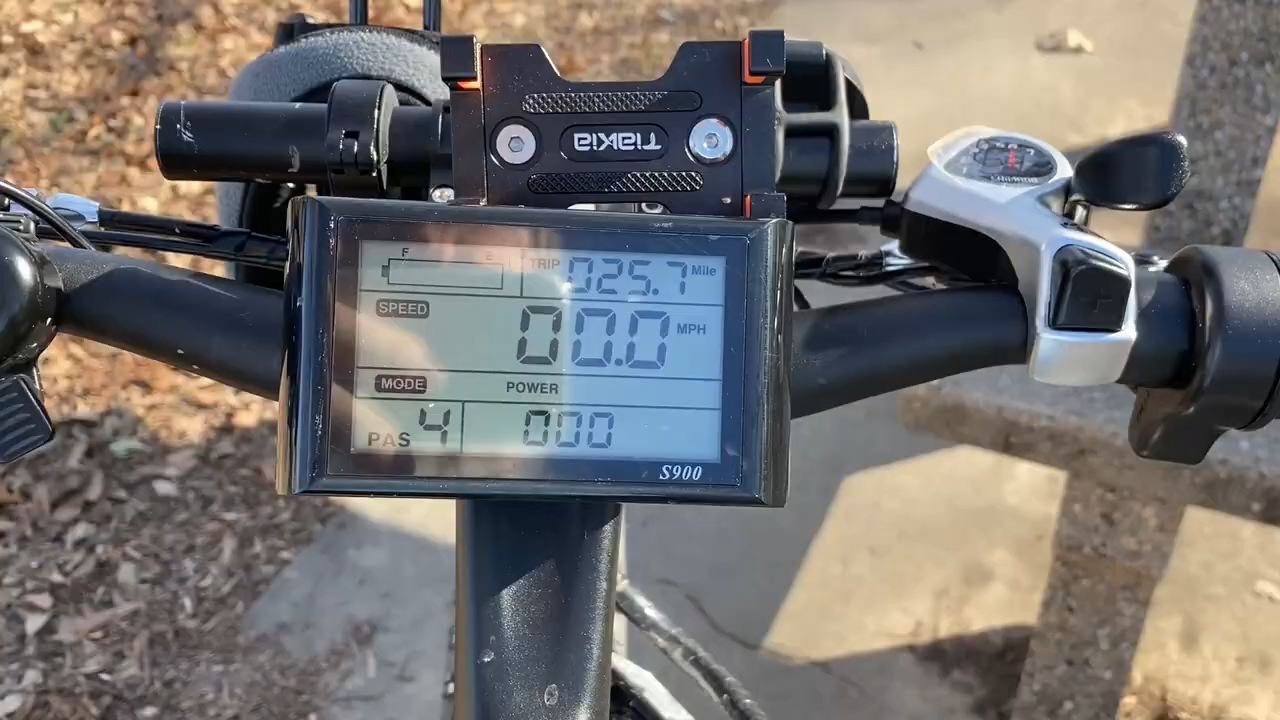 TiaKia
F E
TRIP 025.7 Mile
SPEED
00.0 MPH
MODE POWER
PAS 4 000
S900